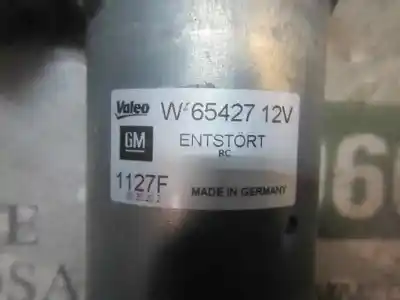 Valeo W 65427 12V
GM ENTSTÖRT
RC
1127F MADE IN GERMANY